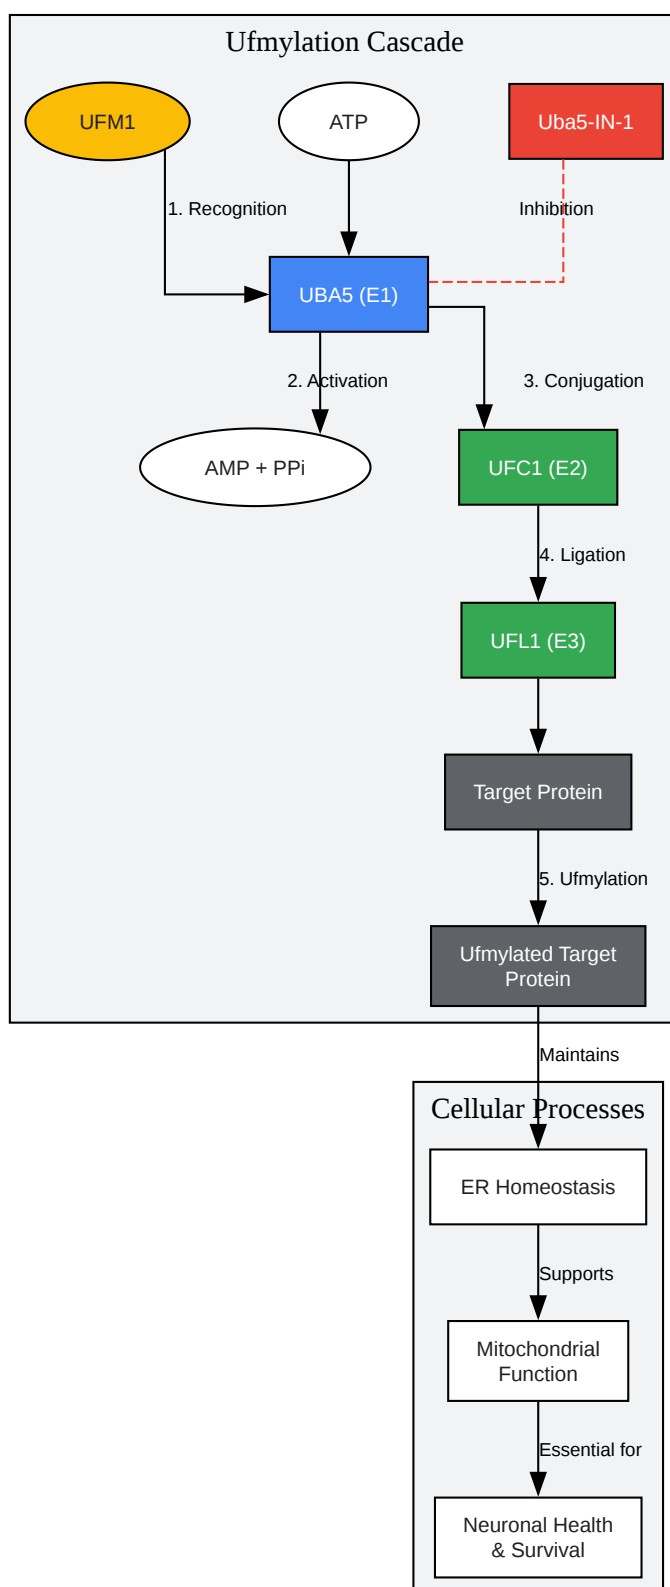 Ufmylation Cascade
UFM1
ATP
Uba5-IN-1
1. Recognition
Inhibition
UBA5 (E1)
2. Activation
3. Conjugation
AMP + PPi
UFC1 (E2)
4. Ligation
UFL1 (E3)
Target Protein
5. Ufmylation
Ufmylated Target
Protein
Maintains
Cellular Processes
ER Homeostasis
Supports
Mitochondrial
Function
Essential for
Neuronal Health
& Survival